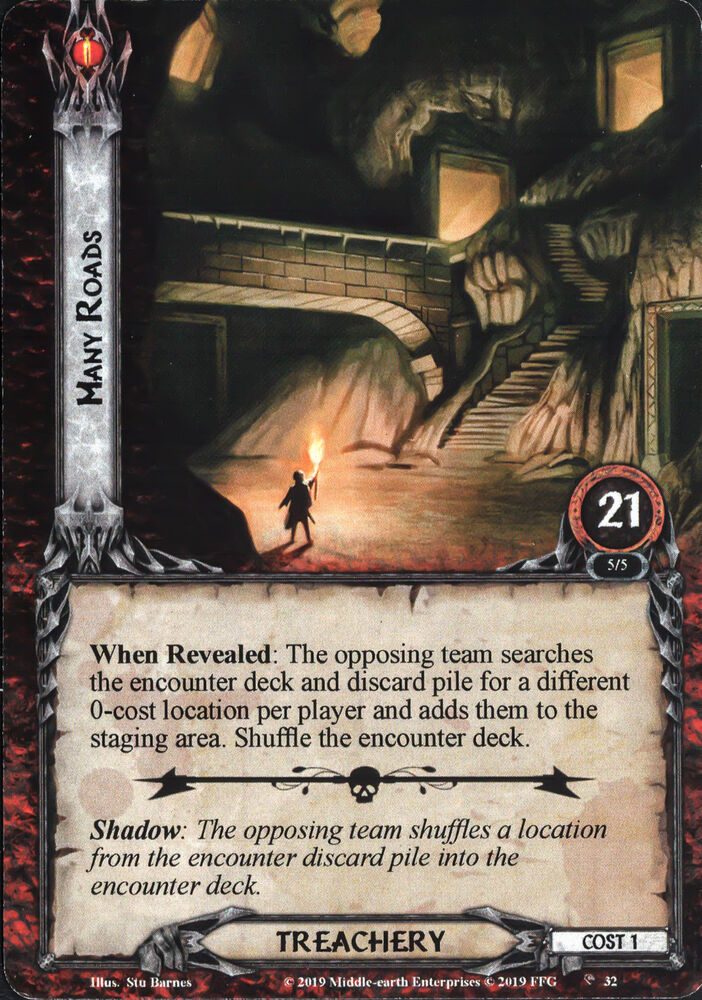 MANY ROADS
21
5/5
When Revealed: The opposing team searches
the encounter deck and discard pile for a different
0-cost location per player and adds them to the
staging area. Shuffle the encounter deck.
Shadow: The opposing team shuffles a location
from the encounter discard pile into the
encounter deck.
TREACHERY
COST 1
Illus. Stu Barnes
© 2019 Middle-earth Enterprises © 2019 FFG
32